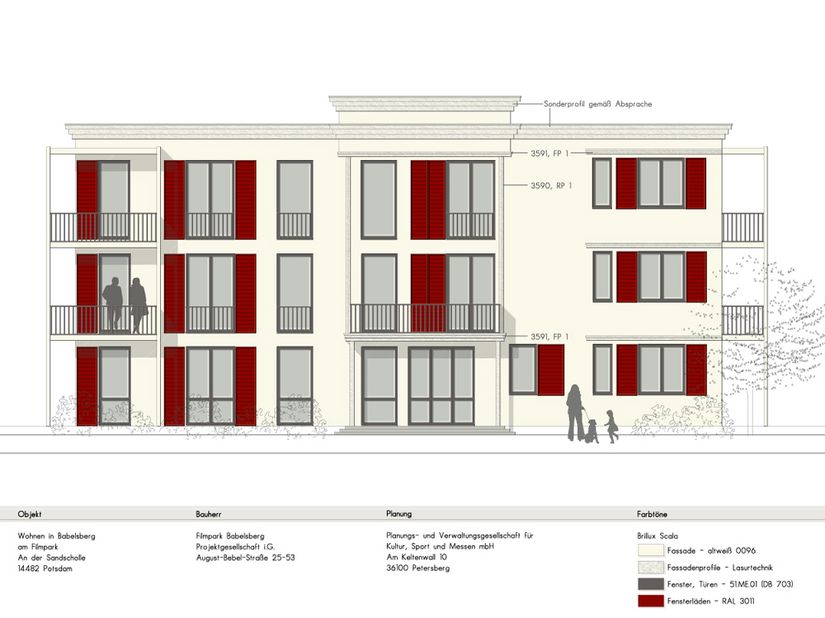 Sonderprofil gemäß Absprache
3591, FP 1
3590, RP 1
3591, FP 1
Objekt
Wohnen in Babelsberg
am Filmpark
An der Sandscholle
14482 Potsdam
Bauherr
Filmpark Babelsberg
Projektgesellschaft i.G.
August-Bebel-Straße 25-53
Planung
Planungs- und Verwaltungsgesellschaft für
Kultur, Sport und Messen mbH
Am Keltenwall 10
36100 Petersberg
Farbtöne
Brillux Scala
Fassade - altweiß 0096
Fassadenprofile - Lasurtechnik
Fenster, Türen - 51.ME.01 (DB 703)
Fensterläden - RAL 3011